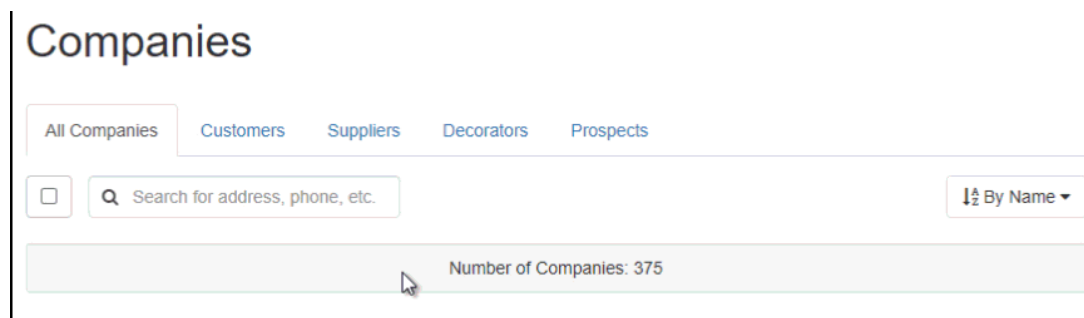 Companies
All Companies Customers Suppliers Decorators Prospects
Search for address, phone, etc. By Name
Number of Companies: 375